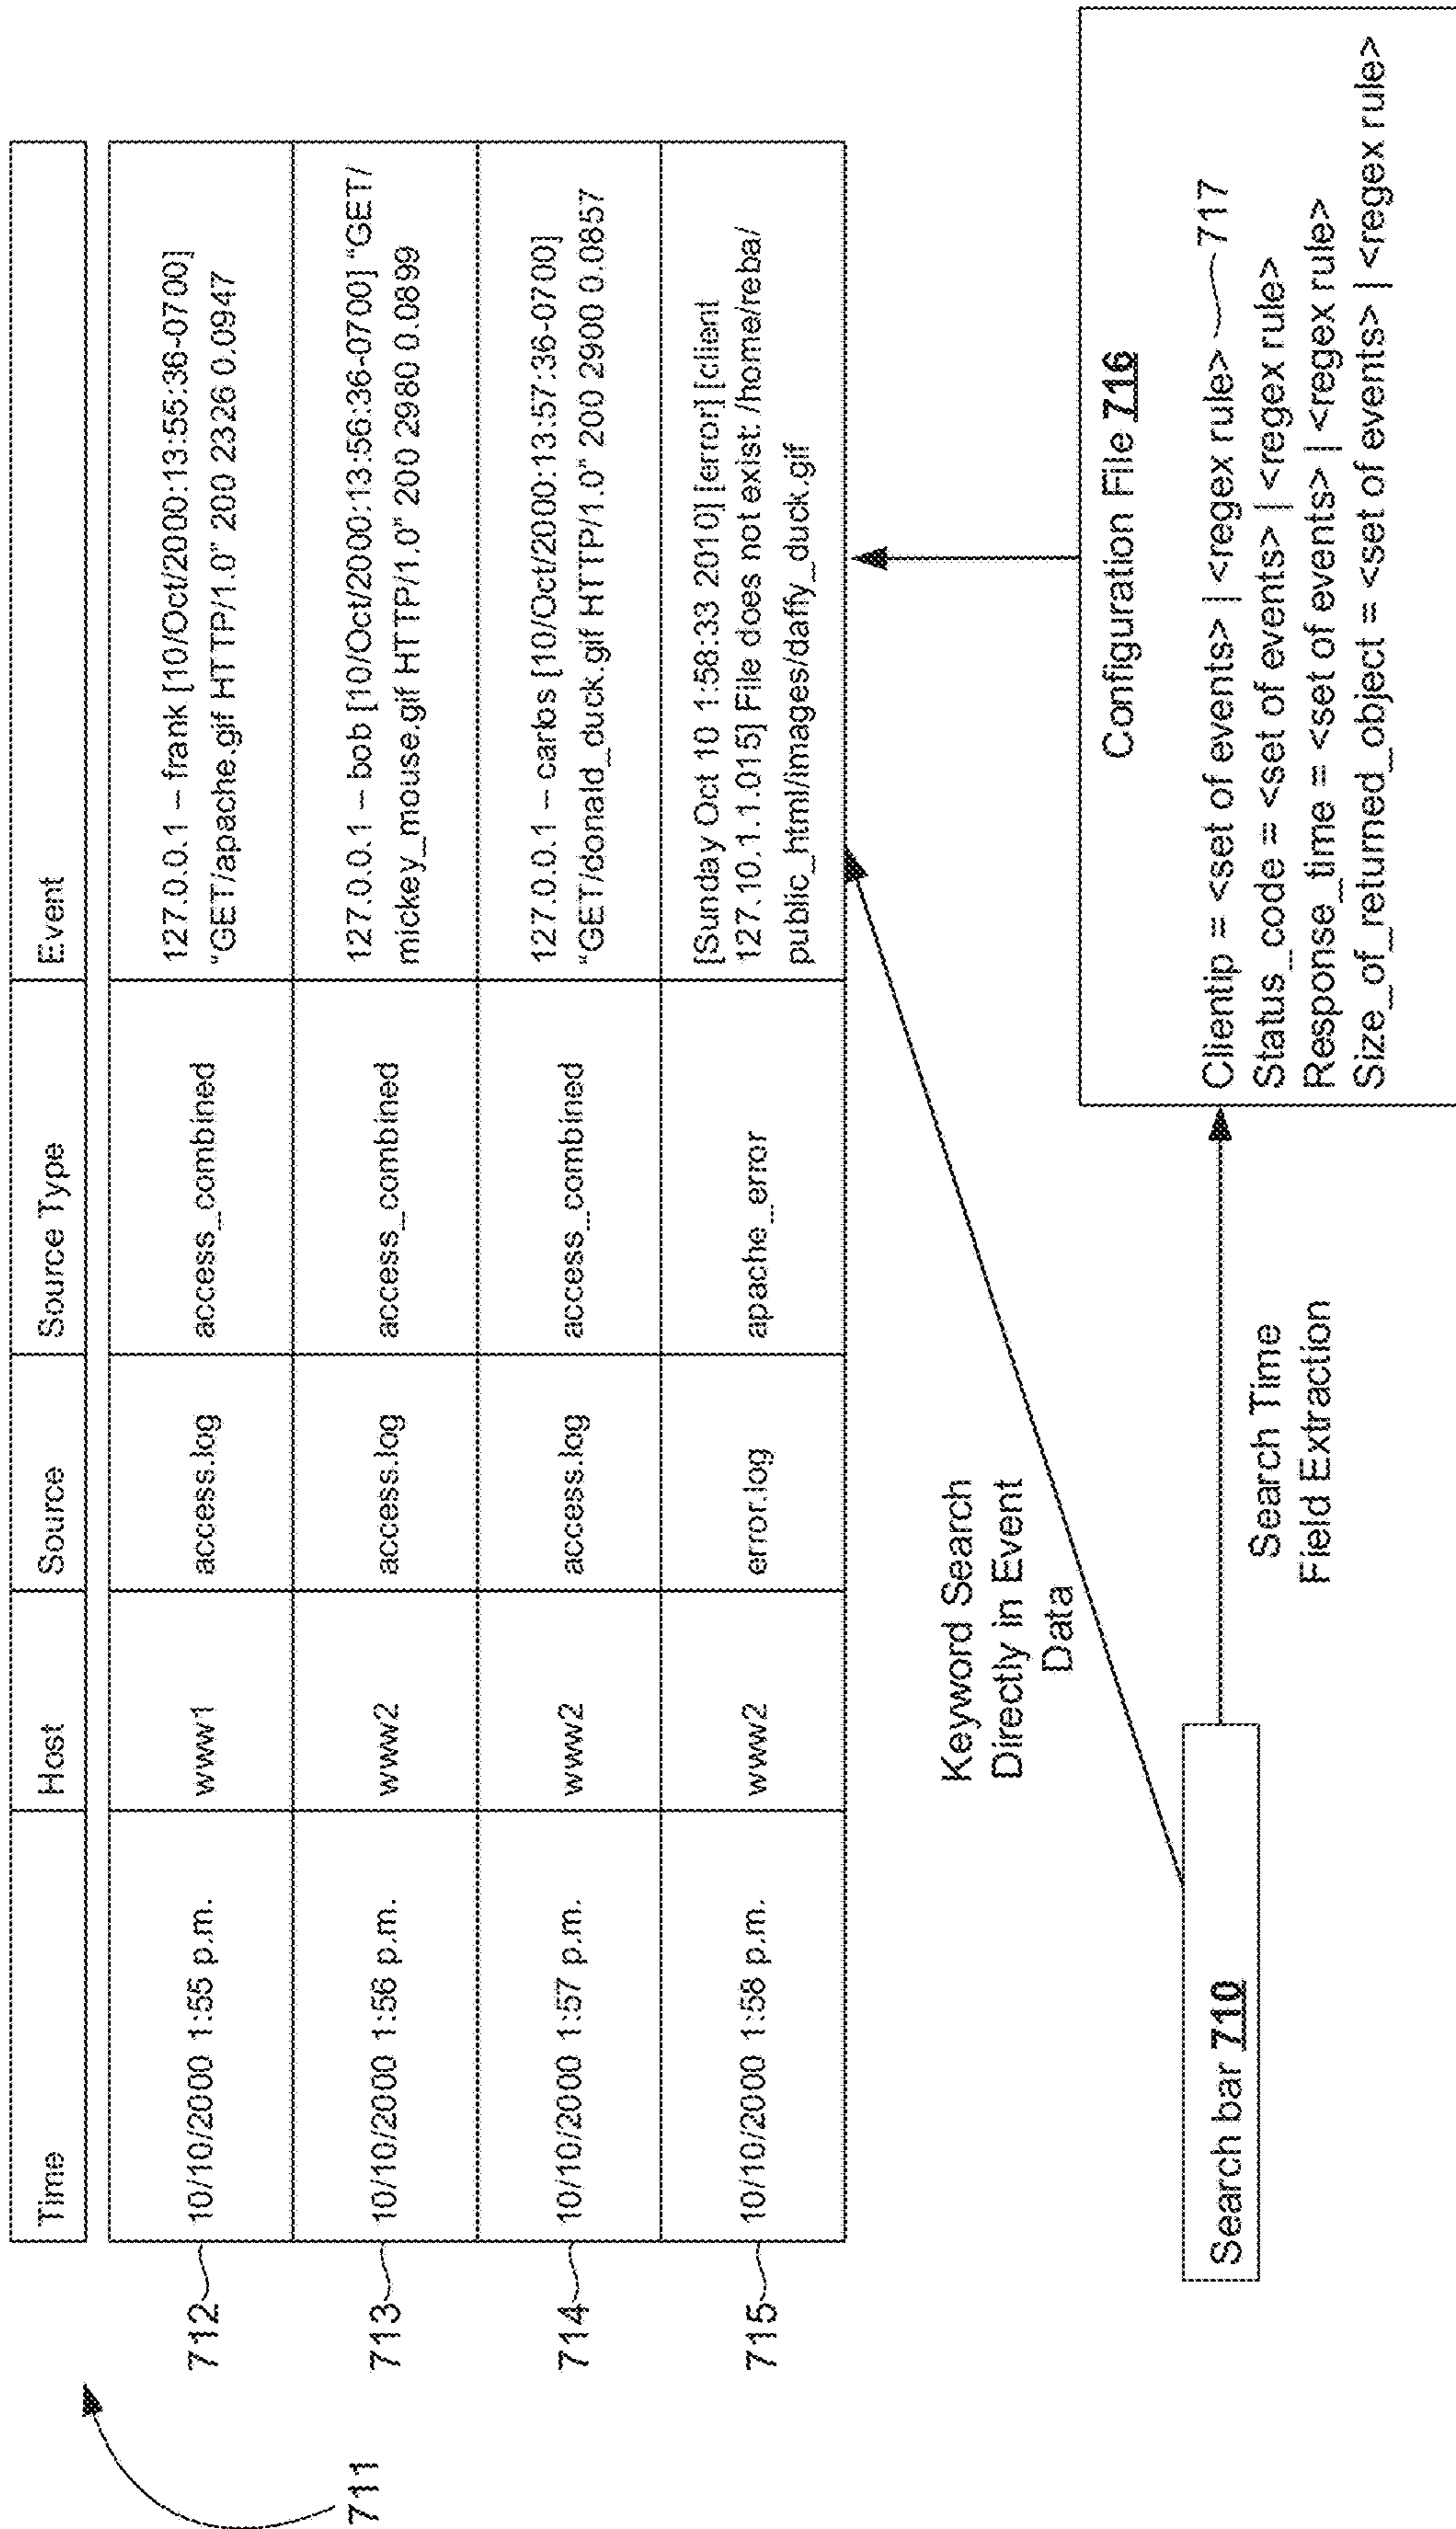 711
Time Host Source Source Type Event
712 10/10/2000 1:55 p.m. www1 access.log access_combined 127.0.0.1 – frank [10/Oct/2000:13:55:36-0700]
"GET/apache.gif HTTP/1.0" 200 2326 0.0947
713 10/10/2000 1:56 p.m. www2 access.log access_combined 127.0.0.1 – bob [10/Oct/2000:13:56:36-0700] "GET/
mickey_mouse.gif HTTP/1.0" 200 2980 0.0899
714 10/10/2000 1:57 p.m. www2 access.log access_combined 127.0.0.1 – carlos [10/Oct/2000:13:57:36-0700]
"GET/donald_duck.gif HTTP/1.0" 200 2900 0.0857
715 10/10/2000 1:58 p.m. www2 error.log apache_error [Sunday Oct 10 1:58:33 2010] [error] [client
127.10.1.1.015] File does not exist: /home/reba/
public_html/images/daffy_duck.gif
Keyword Search
Directly in Event
Data
Search bar 710
Search Time
Field Extraction
Configuration File 716
Clientip = <set of events> | <regex rule> 717
Status_code = <set of events> | <regex rule>
Response_time = <set of events> | <regex rule>
Size_of_returned_object = <set of events> | <regex rule>